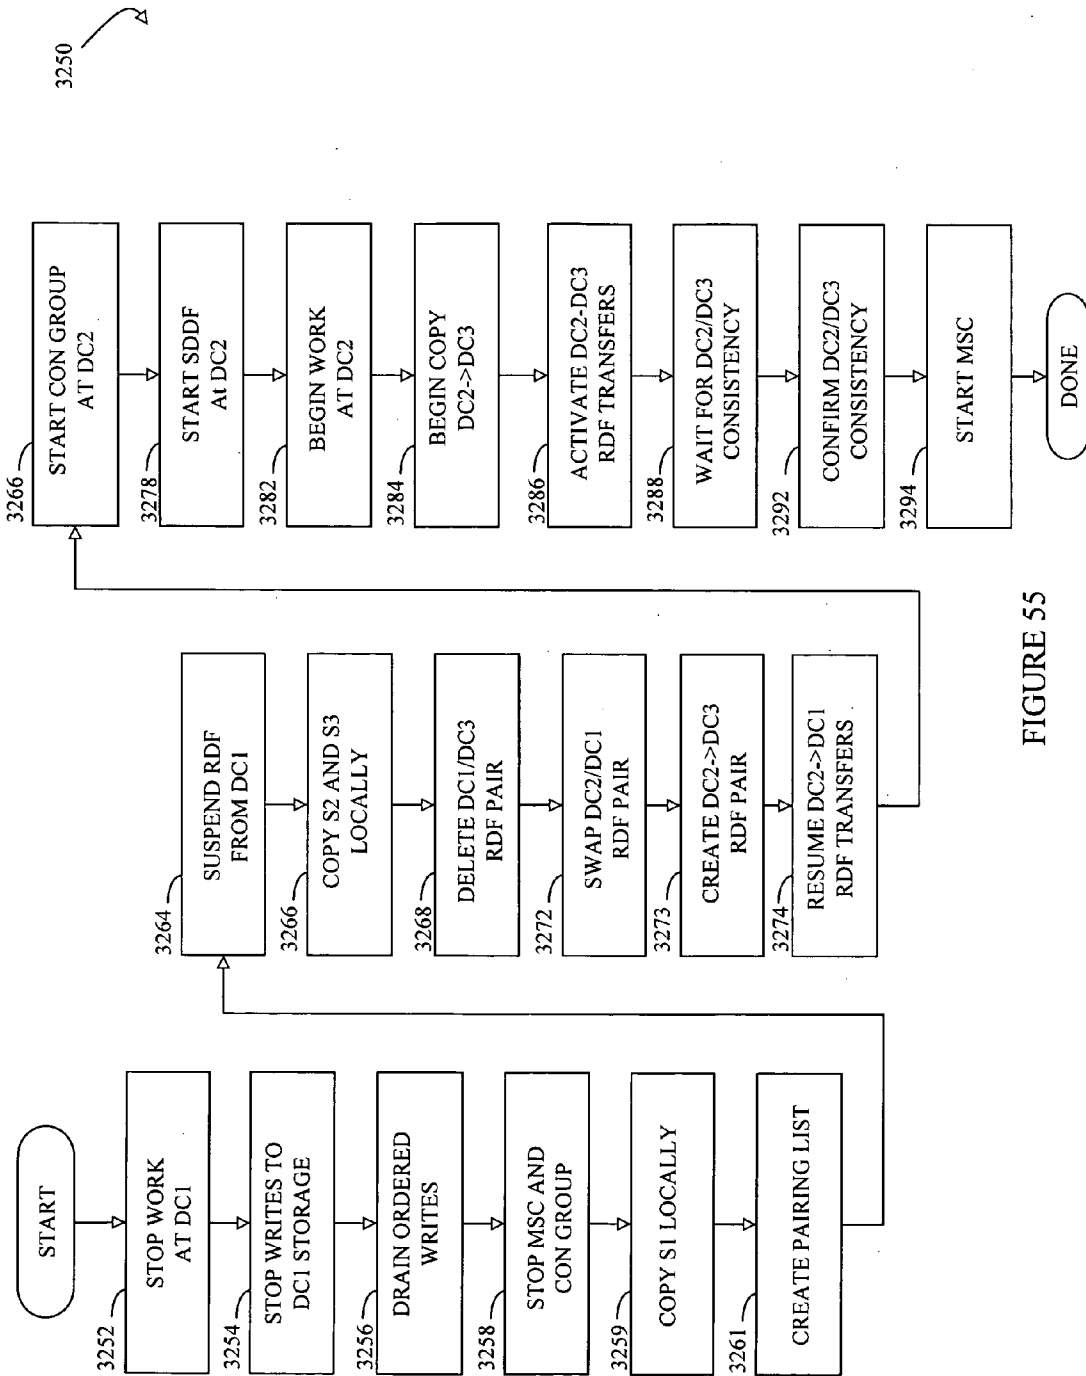 3250
START
3252
STOP WORK
AT DC1
3254
STOP WRITES TO
DC1 STORAGE
3256
DRAIN ORDERED
WRITES
3258
STOP MSC AND
CON GROUP
3259
COPY S1 LOCALLY
3261
CREATE PAIRING LIST
3264
SUSPEND RDF
FROM DC1
3266
COPY S2 AND S3
LOCALLY
3268
DELETE DC1/DC3
RDF PAIR
3272
SWAP DC2/DC1
RDF PAIR
3273
CREATE DC2->DC3
RDF PAIR
3274
RESUME DC2->DC1
RDF TRANSFERS
3266
START CON GROUP
AT DC2
3278
START SDDF
At DC2
3282
BEGIN WORK
AT DC2
3284
BEGIN COPY
DC2->DC3
3286
ACTIVATE DC2-DC3
RDF TRANSFERS
3288
WAIT FOR DC2/DC3
CONSISTENCY
3292
CONFIRM DC2/DC3
CONSISTENCY
3294
START MSC
DONE
FIGURE 55